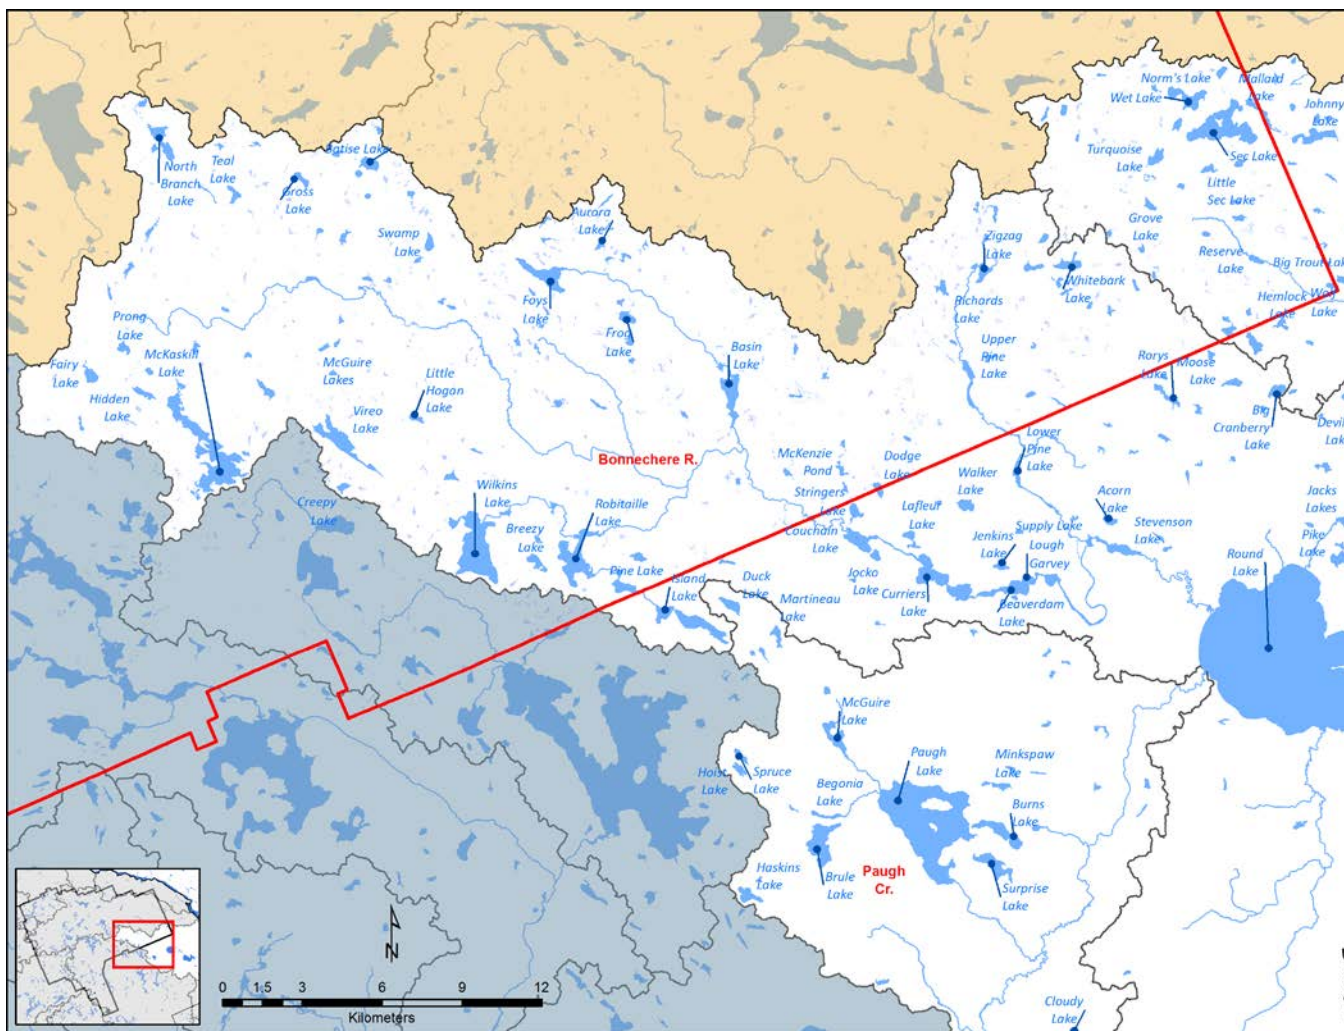 Norm's Lake
Mallard
Lake
Wet Lake
Johnny
Lake
Turquoise
Lake
Sec Lake
Little
Sec Lake
North
Branch
Lake
Teal
Lake
Batise Lake
Gross
Lake
Swamp
Lake
Aurora
Lake
Zigzag
Lake
Grove
Lake
Reserve
Lake
Big Trout Lak
Whitebark
Lake
Foys
Lake
Richards
Lake
Hemlock
Lake
Wolf
Lake
Prong
Lake
McKaskill
Lake
Frog
Lake
Upper
Pine
Lake
Basin
Lake
Rorys
Lake
Moose
Lake
Fairy
Lake
McGuire
Lakes
Little
Hogan
Lake
Hidden
Lake
Vireo
Lake
Big
Cranberry
Lake
Devil
Lak
Lower
Pine
Lake
Bonnechere R.
McKenzie
Pond
Dodge
Lake
Walker
Lake
Wilkins
Lake
Robitaille
Lake
Stringers
Lake
Acorn
Lake
Jacks
Lakes
Creepy
Lake
Lafleur
Lake
Breezy
Lake
Couchain
Lake
Jenkins
Lake
Supply Lake
Lough
Garvey
Stevenson
Lake
Pike
Lake
Round
Lake
Pine Lake
Island
Lake
Duck
Lake
Jocko
Lake
Curriers
Lake
Martineau
Lake
Beaverdam
Lake
McGuire
Lake
Paugh
Lake
Minkspaw
Lake
Hoist
Lake
Spruce
Lake
Begonia
Lake
Burns
Lake
Haskins
Lake
Brule
Lake
Paugh
Cr.
Surprise
Lake
N
0 1.5 3 6 9 12
Kilometers
Cloudy
Lake